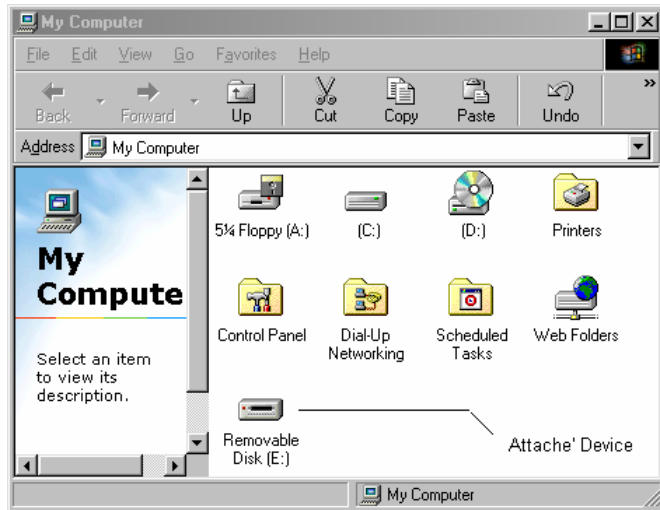 My Computer
File Edit View Go Favorites Help
Back Forward Up Cut Copy Paste Undo »
Address My Computer
My
Compute
Select an item
to view its
description.
5¼ Floppy (A:) (C:) (D:) Printers
Control Panel Dial-Up Networking Scheduled Tasks Web Folders
Removable
Disk (E:)
Attache' Device
My Computer